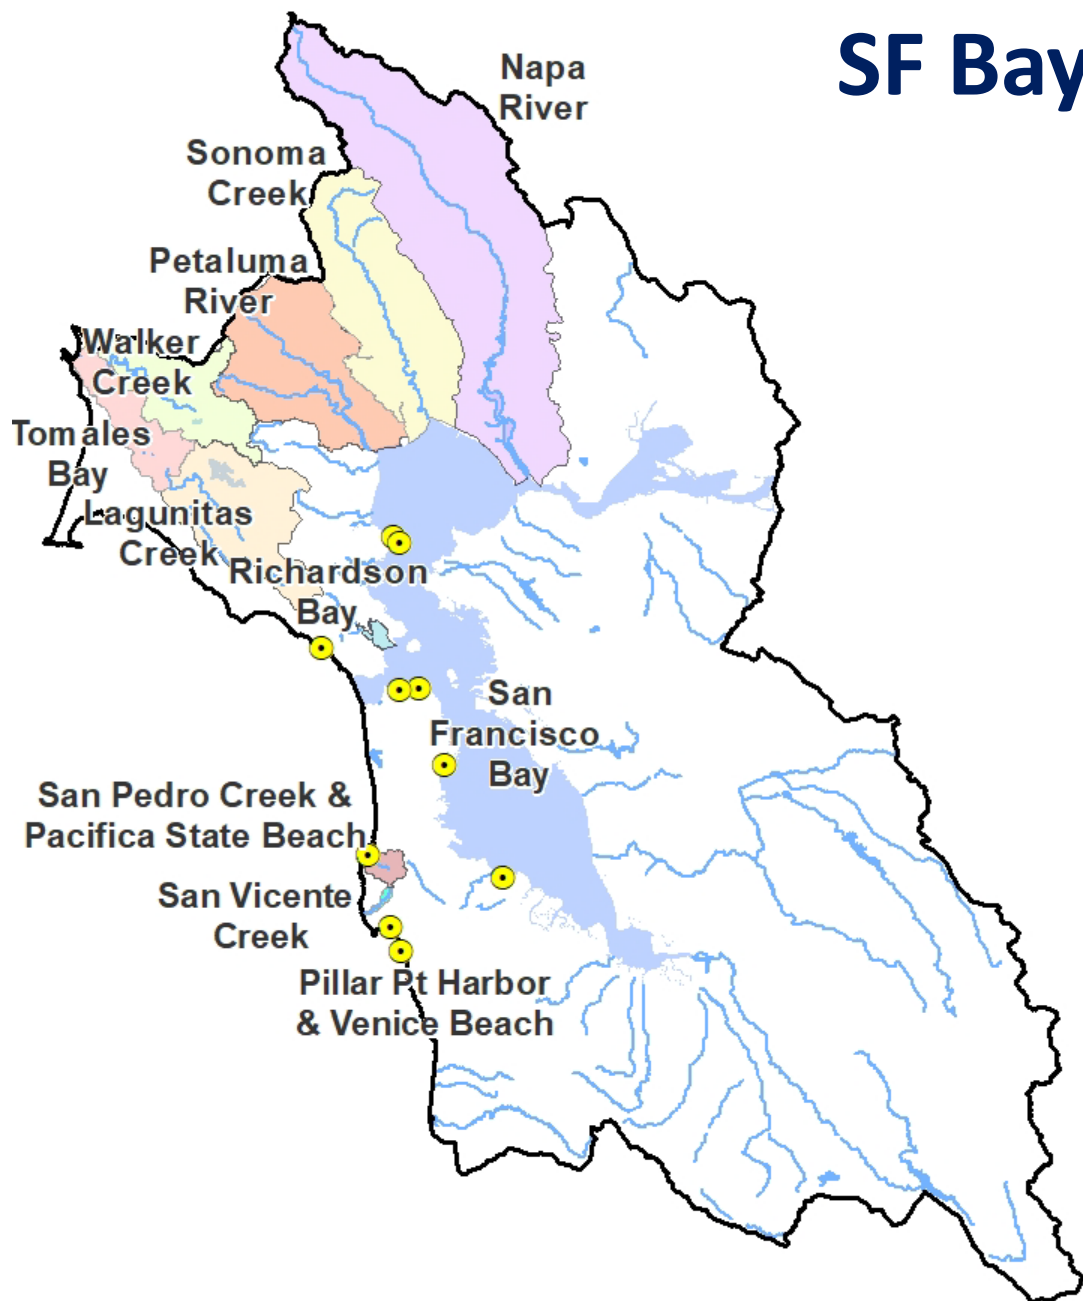 SF Bay
Napa
River
Sonoma
Creek
Petaluma
River
Walker
Creek
Tomales
Bay
Lagunitas
Creek
Richardson
Bay
San
Francisco
Bay
San Pedro Creek &
Pacifica State Beach
San Vicente
Creek
Pillar Pt Harbor
& Venice Beach